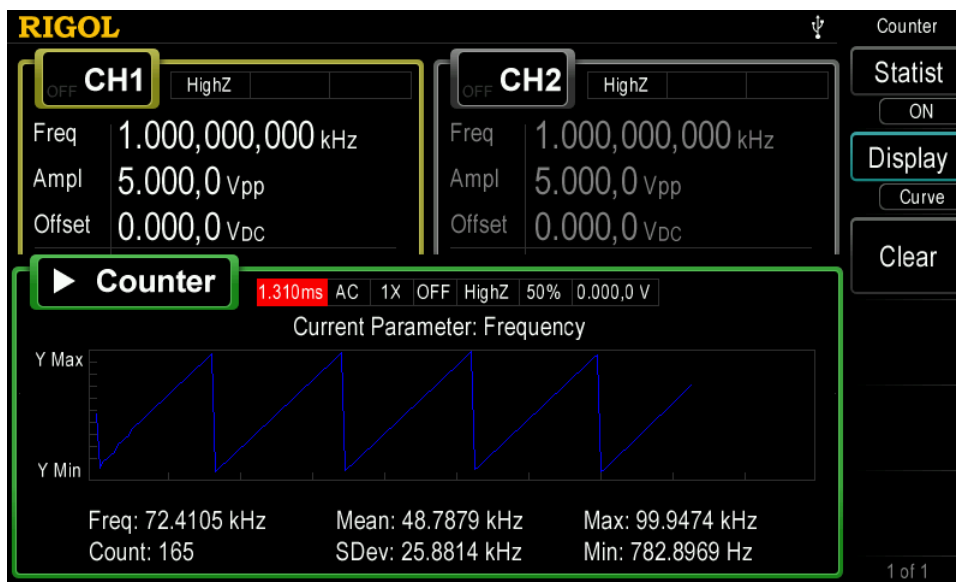 RIGOL
Counter
OFF CH1 HighZ
Freq 1.000,000,000 kHz
Ampl 5.000,0 Vpp
Offset 0.000,0 VDC
OFF CH2 HighZ
Freq 1.000,000,000 kHz
Ampl 5.000,0 Vpp
Offset 0.000,0 VDC
Statist
ON
Display
Curve
Clear
Counter 1.310ms AC 1X OFF HighZ 50% 0.000,0 V
Current Parameter: Frequency
Y Max
Y Min
Freq: 72.4105 kHz Mean: 48.7879 kHz Max: 99.9474 kHz
Count: 165 SDev: 25.8814 kHz Min: 782.8969 Hz
1 of 1